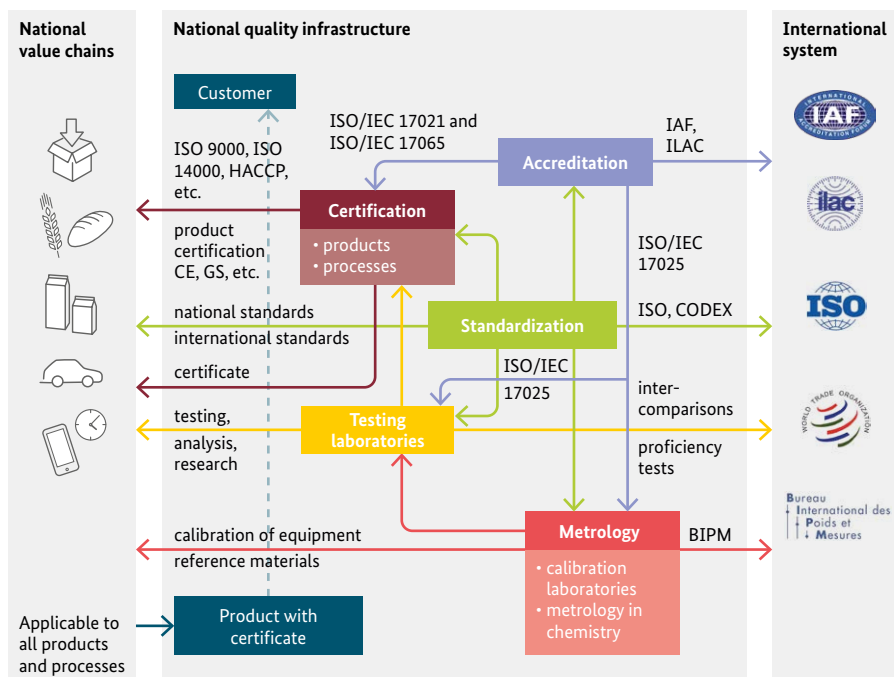 National
value chains
National quality infrastructure
International
system
Customer
ISO/IEC 17021 and
ISO/IEC 17065
IAF,
ILAC
INTERNATIONAL
IAF
ACCREDITATION FORUM
ISO 9000, ISO
14000, HACCP,
etc.
Accreditation
Certification
• products
• processes
ilac
product
certification
CE, GS, etc.
ISO/IEC
17025
national standards
international standards
Standardization
ISO, CODEX
ISO
certificate
ISO/IEC
17025
inter-
comparisons
WORLD TRADE ORGANIZATION
testing,
analysis,
research
Testing
laboratories
proficiency
tests
Bureau
International des
Poids et
Mesures
calibration of equipment
reference materials
Metrology
• calibration
laboratories
• metrology in
chemistry
BIPM
Applicable to
all products
and processes
Product with
certificate